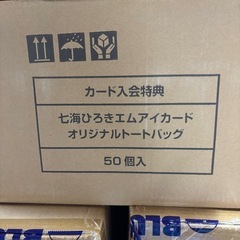 カード入会特典
七海ひろきエムアイカード
オリジナルトートバッグ
50個入